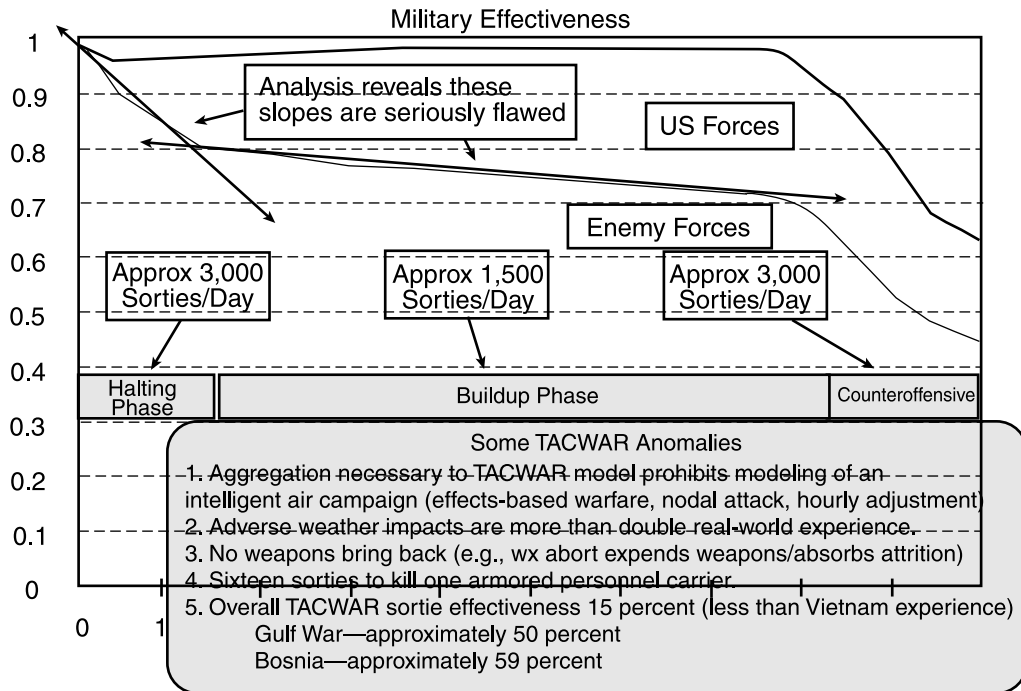 Military Effectiveness
1
0.9
0.8
0.7
0.6
0.5
0.4
0.3
0.2
0.1
0
Analysis reveals these
slopes are seriously flawed
US Forces
Enemy Forces
Approx 3,000
Sorties/Day
Approx 1,500
Sorties/Day
Approx 3,000
Sorties/Day
Halting
Phase
Buildup Phase
Counteroffensive
Some TACWAR Anomalies
1. Aggregation necessary to TACWAR model prohibits modeling of an
intelligent air campaign (effects-based warfare, nodal attack, hourly adjustment)
2. Adverse weather impacts are more than double real-world experience.
3. No weapons bring back (e.g., wx abort expends weapons/absorbs attrition)
4. Sixteen sorties to kill one armored personnel carrier.
5. Overall TACWAR sortie effectiveness 15 percent (less than Vietnam experience)
Gulf War—approximately 50 percent
Bosnia—approximately 59 percent
0 1